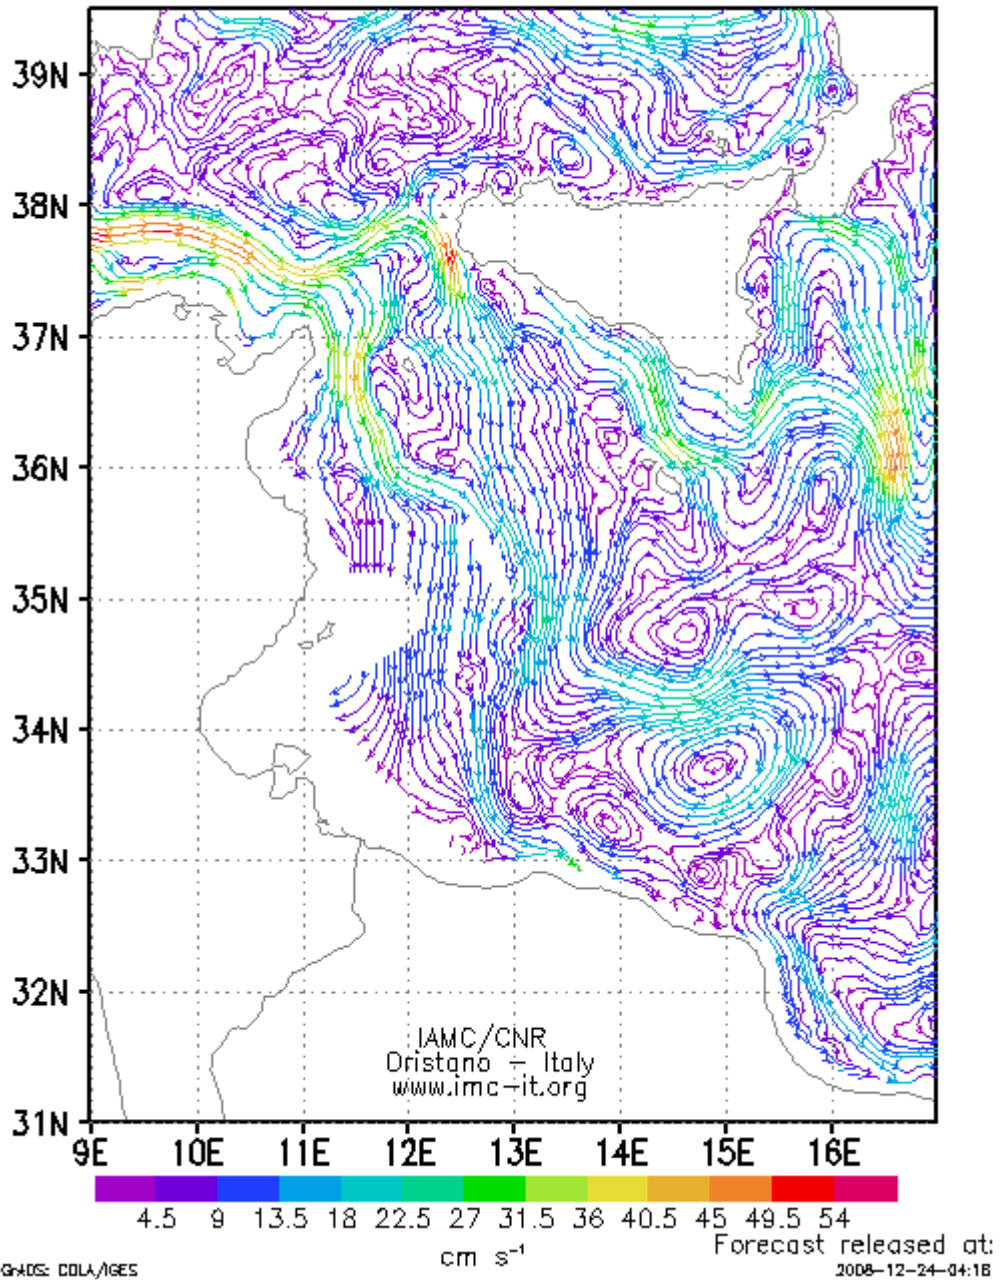 39N
38N
37N
36N
35N
34N
33N
32N
31N
IAMC/CNR
Oristano - Italy
www.imc-it.org
9E 10E 11E 12E 13E 14E 15E 16E
4.5 9 13.5 18 22.5 27 31.5 36 40.5 45 49.5 54
cm s⁻¹
Forecast released at:
GrADS: COLA/IGES
2008-12-24-04:18